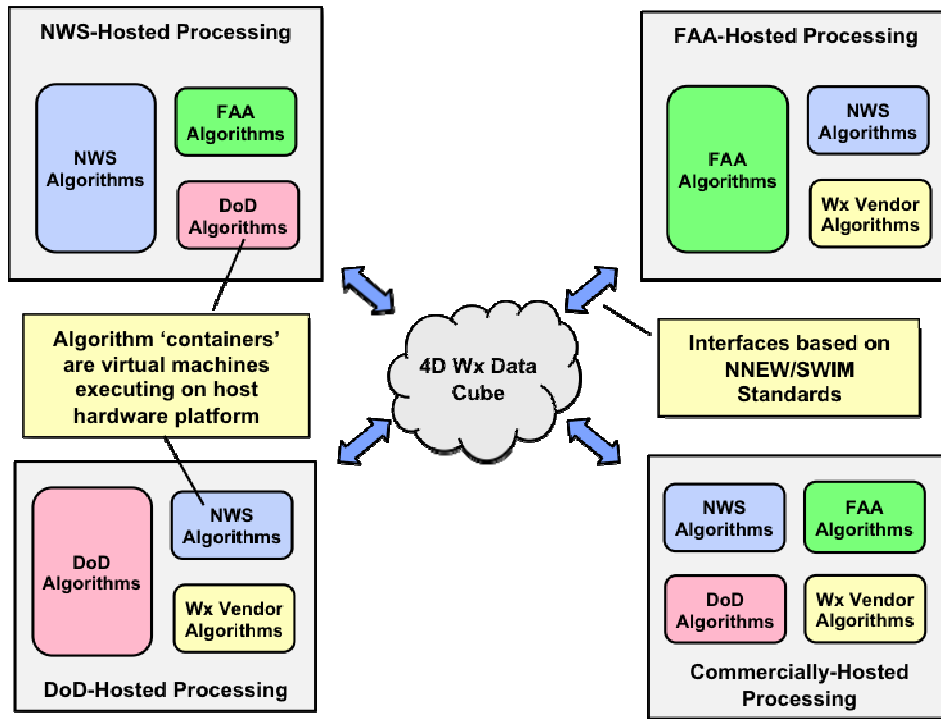 NWS-Hosted Processing
NWS
Algorithms
FAA
Algorithms
DoD
Algorithms
FAA-Hosted Processing
FAA
Algorithms
NWS
Algorithms
Wx Vendor
Algorithms
Algorithm ‘containers’
are virtual machines
executing on host
hardware platform
4D Wx Data
Cube
Interfaces based on
NNEW/SWIM
Standards
DoD
Algorithms
NWS
Algorithms
Wx Vendor
Algorithms
DoD-Hosted Processing
NWS
Algorithms
FAA
Algorithms
DoD
Algorithms
Wx Vendor
Algorithms
Commercially-Hosted
Processing